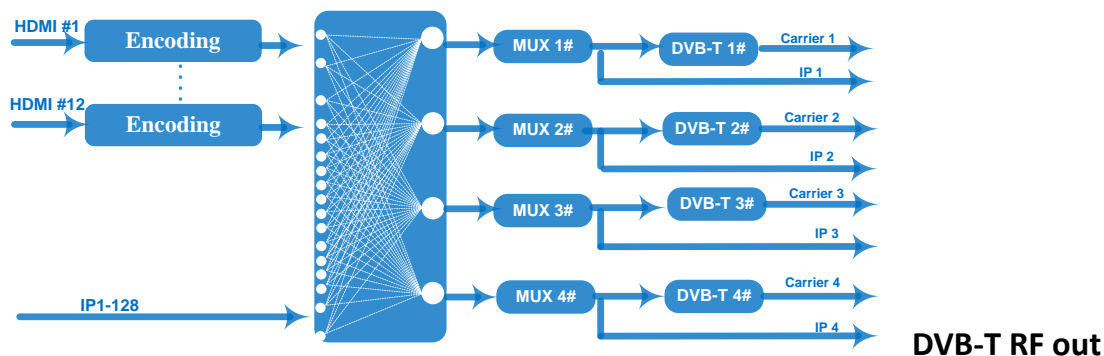 HDMI #1
Encoding
HDMI #12
Encoding
IP1-128
MUX 1#
DVB-T 1#
Carrier 1
IP 1
MUX 2#
DVB-T 2#
Carrier 2
IP 2
MUX 3#
DVB-T 3#
Carrier 3
IP 3
MUX 4#
DVB-T 4#
Carrier 4
IP 4
DVB-T RF out